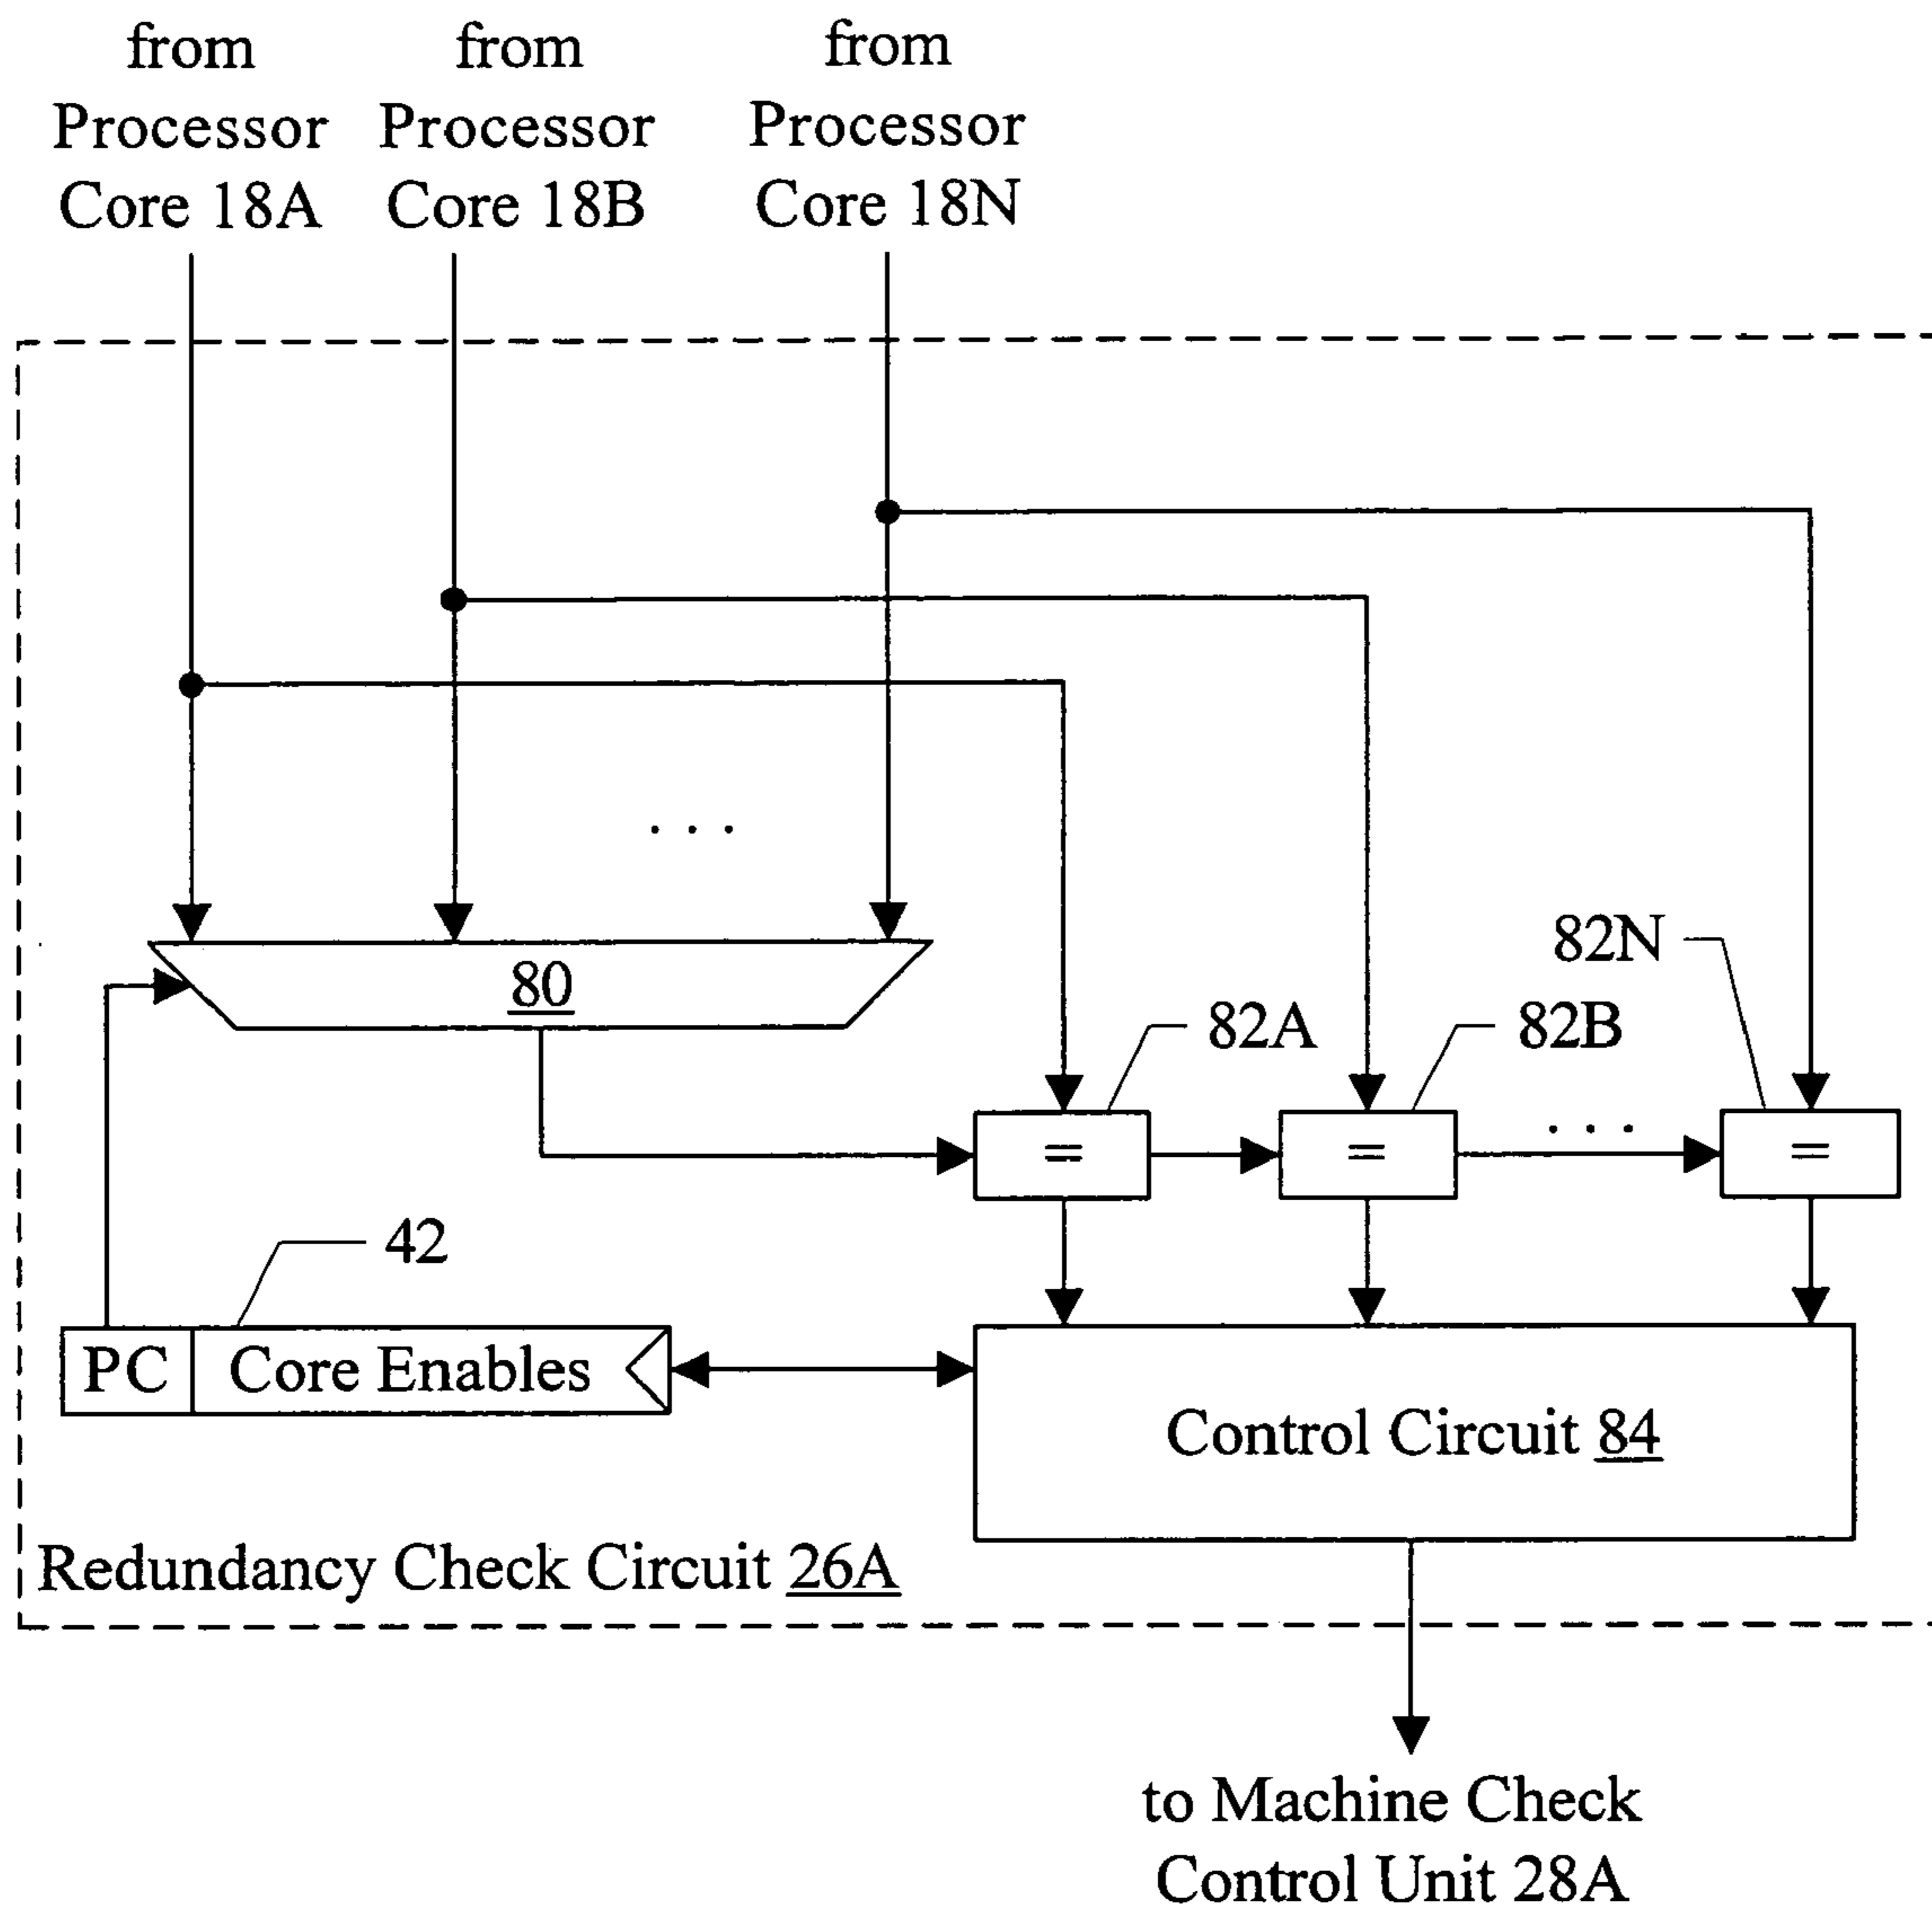 from
Processor
Core 18A
from
Processor
Core 18B
from
Processor
Core 18N
. . .
80
82A
82B
82N
=
=
. . .
=
42
PC
Core Enables
Control Circuit 84
Redundancy Check Circuit 26A
to Machine Check
Control Unit 28A